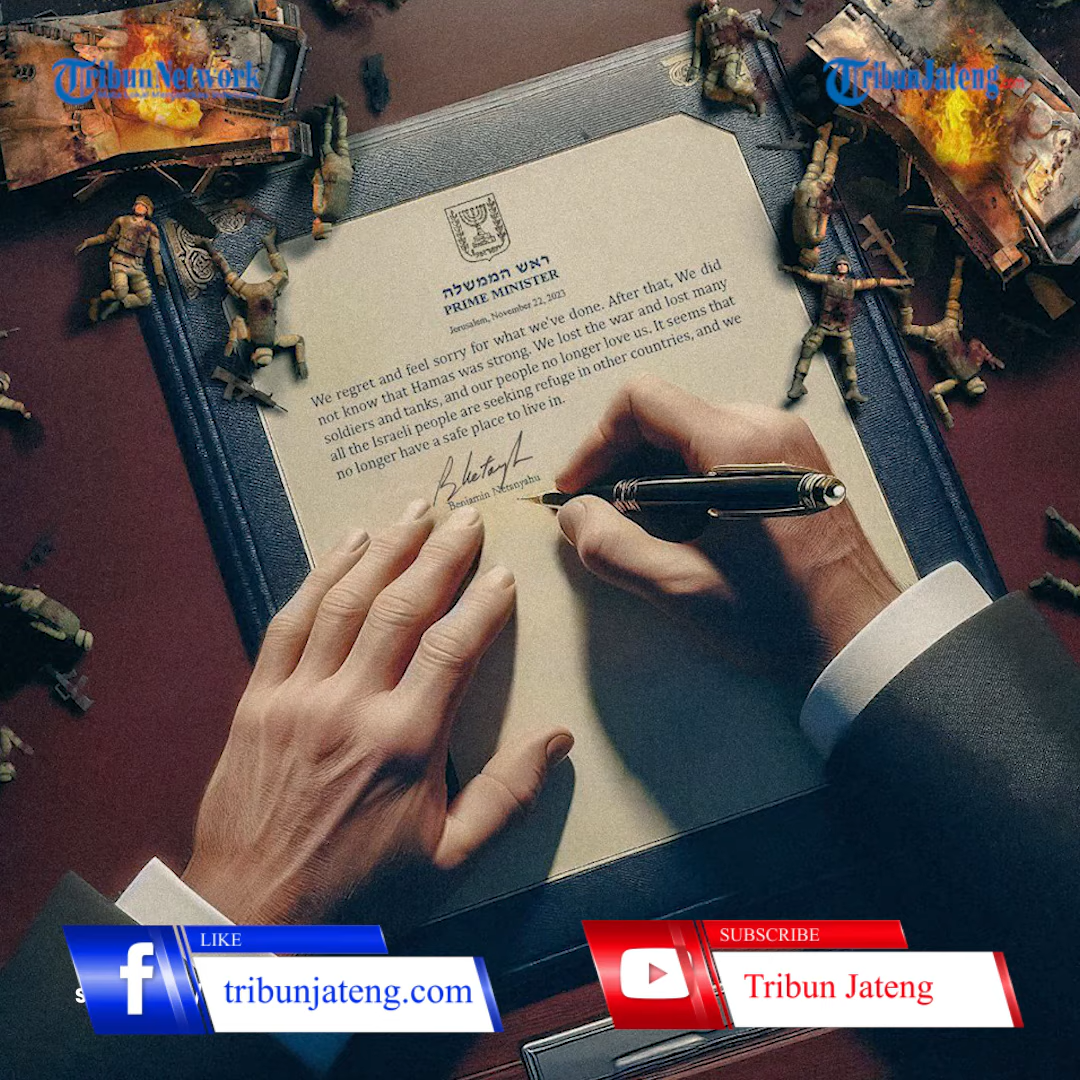 Tribun Network
TribunJateng
ראש הממשלה
PRIME MINISTER
Jerusalem, November 22, 2023
We regret and feel sorry for what we've done. After that, We did
not know that Hamas was strong. We lost the war and lost many
soldiers and tanks, and our people no longer love us. It seems that
all the Israeli people are seeking refuge in other countries, and we
no longer have a safe place to live in.
Benjamin Netanyahu
LIKE
tribunjateng.com
SUBSCRIBE
Tribun Jateng